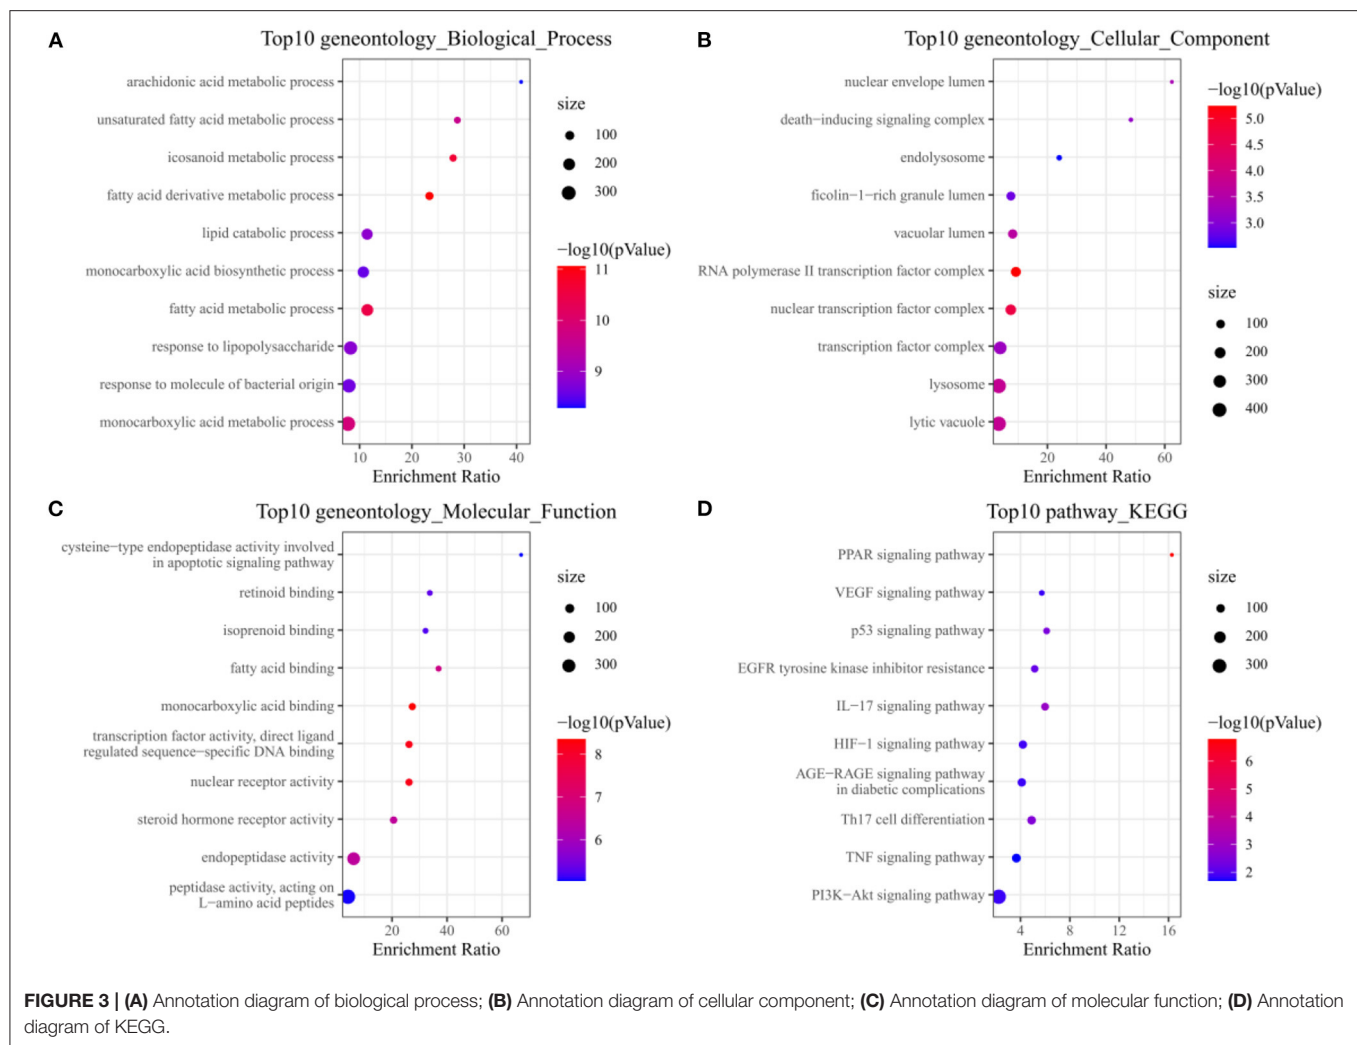 A
Top10 geneontology_Biological_Process
arachidonic acid metabolic process
unsaturated fatty acid metabolic process
icosanoid metabolic process
fatty acid derivative metabolic process
lipid catabolic process
monocarboxylic acid biosynthetic process
fatty acid metabolic process
response to lipopolysaccharide
response to molecule of bacterial origin
monocarboxylic acid metabolic process
10 20 30 40
Enrichment Ratio
size
100
200
300
−log10(pValue)
11
10
9
B
Top10 geneontology_Cellular_Component
nuclear envelope lumen
death−inducing signaling complex
endolysosome
ficolin−1−rich granule lumen
vacuolar lumen
RNA polymerase II transcription factor complex
nuclear transcription factor complex
transcription factor complex
lysosome
lytic vacuole
20 40 60
Enrichment Ratio
−log10(pValue)
5.0
4.5
4.0
3.5
3.0
size
100
200
300
400
C
Top10 geneontology_Molecular_Function
cysteine−type endopeptidase activity involved
in apoptotic signaling pathway
retinoid binding
isoprenoid binding
fatty acid binding
monocarboxylic acid binding
transcription factor activity, direct ligand
regulated sequence−specific DNA binding
nuclear receptor activity
steroid hormone receptor activity
endopeptidase activity
peptidase activity, acting on
L−amino acid peptides
20 40 60
Enrichment Ratio
size
100
200
300
−log10(pValue)
8
7
6
D
Top10 pathway_KEGG
PPAR signaling pathway
VEGF signaling pathway
p53 signaling pathway
EGFR tyrosine kinase inhibitor resistance
IL−17 signaling pathway
HIF−1 signaling pathway
AGE−RAGE signaling pathway
in diabetic complications
Th17 cell differentiation
TNF signaling pathway
PI3K−Akt signaling pathway
4 8 12 16
Enrichment Ratio
size
100
200
300
−log10(pValue)
6
5
4
3
2
FIGURE 3 | (A) Annotation diagram of biological process; (B) Annotation diagram of cellular component; (C) Annotation diagram of molecular function; (D) Annotation
diagram of KEGG.